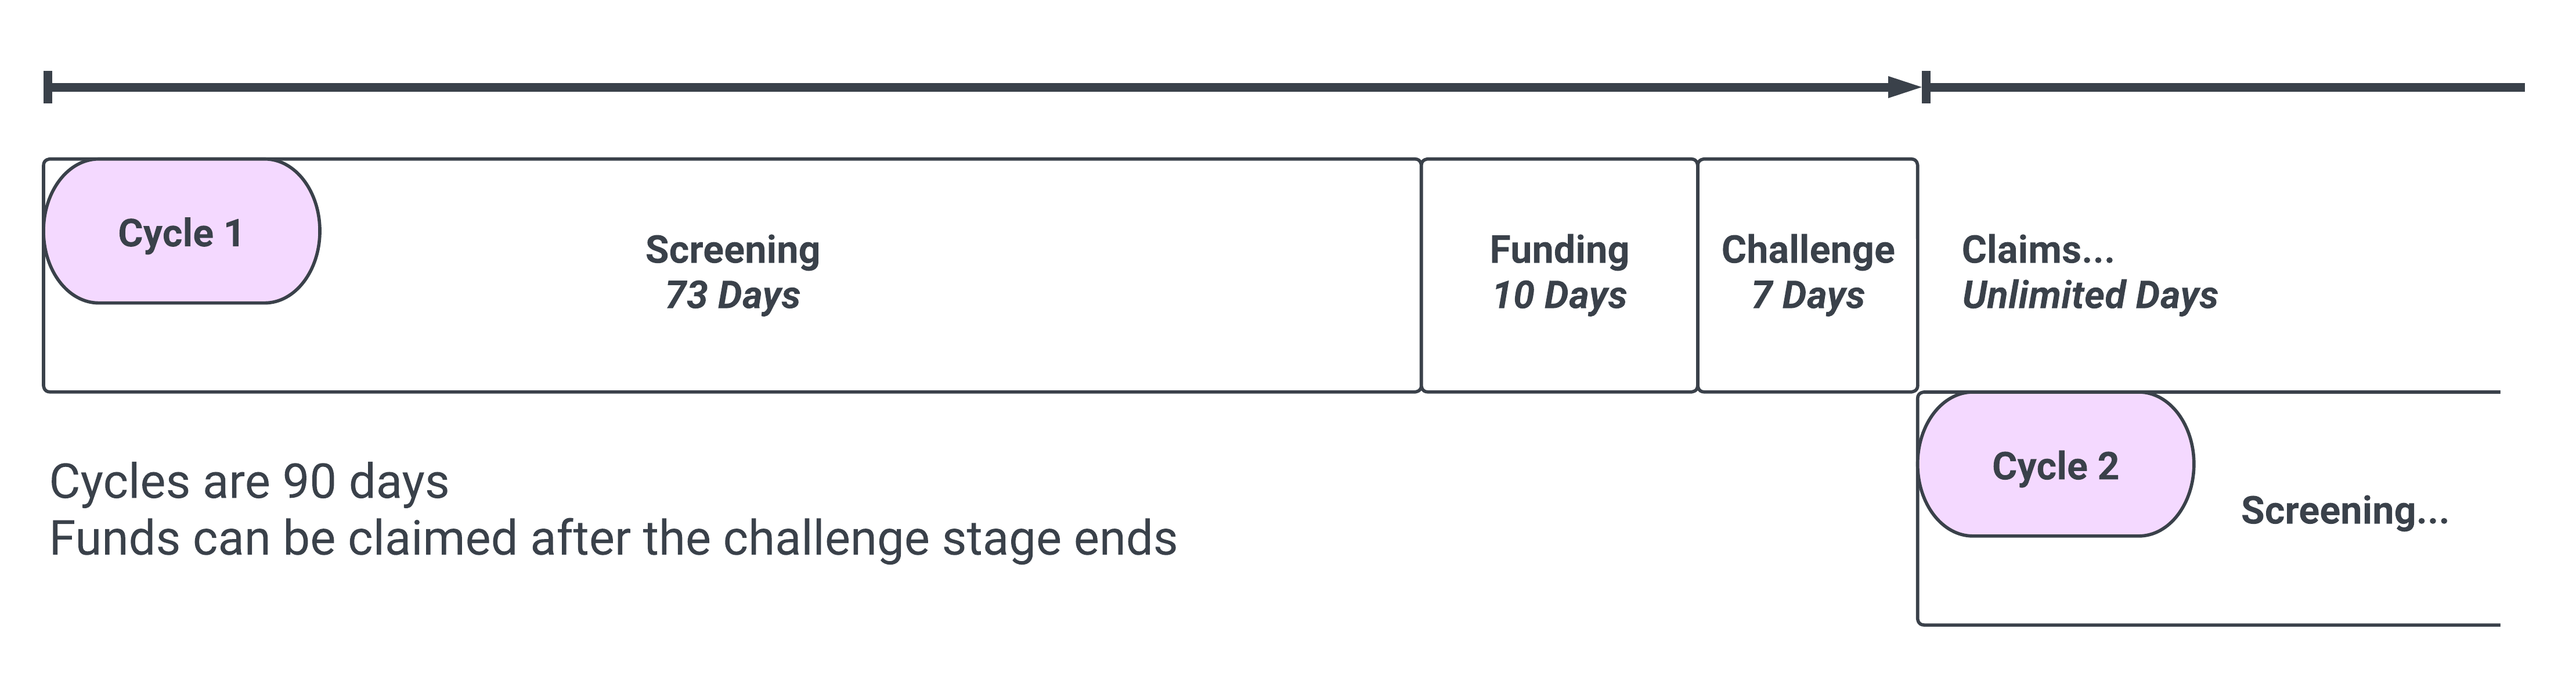 Cycle 1
Screening
73 Days
Funding
10 Days
Challenge
7 Days
Claims...
Unlimited Days
Cycles are 90 days
Funds can be claimed after the challenge stage ends
Cycle 2
Screening...